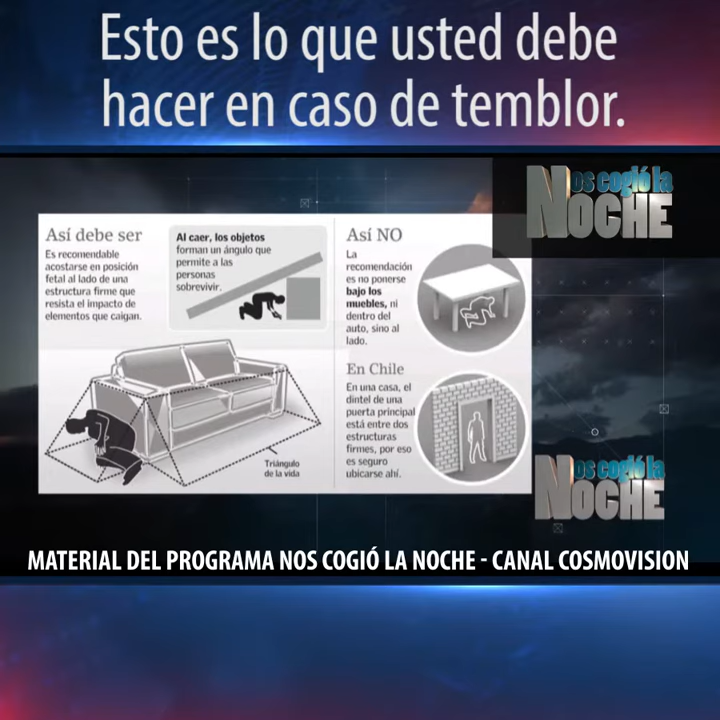 Esto es lo que usted debe
hacer en caso de temblor.
Nos cogió la
NOCHE
Así debe ser
Es recomendable
acostarse en posición
fetal al lado de una
estructura firme que
resista el impacto de
elementos que caigan.
Al caer, los objetos
forman un ángulo que
permite a las
personas
sobrevivir.
Así NO
La
recomendación
es no ponerse
bajo los
muebles, ni
dentro del
auto, sino al
lado.
Triángulo
de la vida
En Chile
En una casa, el
dintel de una
puerta principal
está entre dos
estructuras
firmes, por eso
es seguro
ubicarse ahí.
Nos cogió la
NOCHE
MATERIAL DEL PROGRAMA NOS COGIÓ LA NOCHE - CANAL COSMOVISION